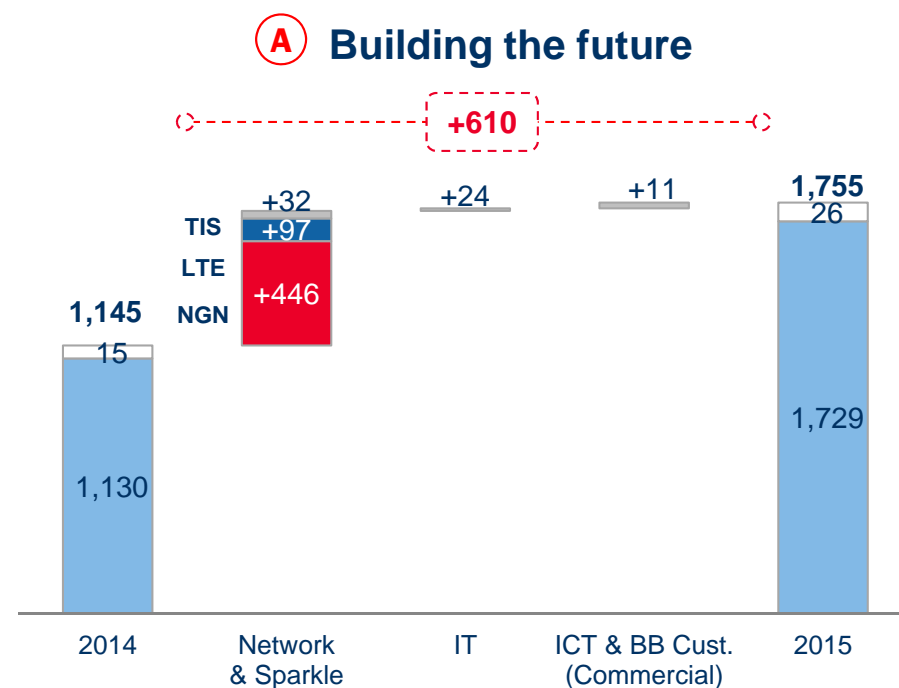 A Building the future
+610
+32
+24
+11
1,755
TIS
+97
26
LTE
+446
1,145
NGN
15
1,729
1,130
2014
Network
& Sparkle
IT
ICT & BB Cust.
(Commercial)
2015